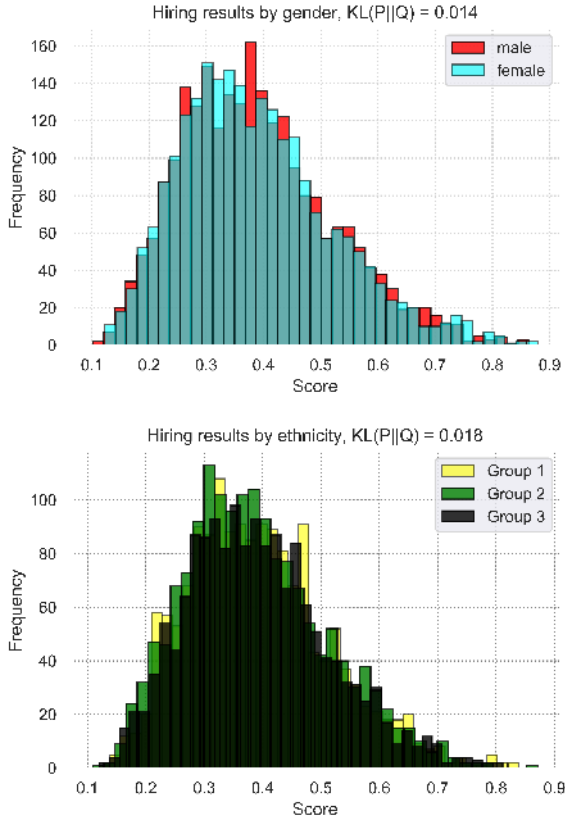 Hiring results by gender, KL(P||Q) = 0.014
male
female
160
140
120
100
80
60
40
20
0
Frequency
0.1 0.2 0.3 0.4 0.5 0.6 0.7 0.8 0.9
Score
Hiring results by ethnicity, KL(P||Q) = 0.018
Group 1
Group 2
Group 3
100
80
60
40
20
0
Frequency
0.1 0.2 0.3 0.4 0.5 0.6 0.7 0.8 0.9
Score